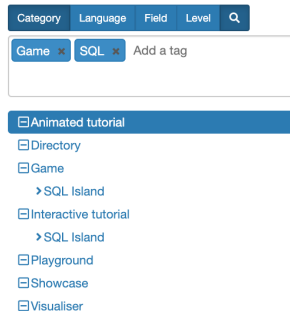 Category Language Field Level
Game × SQL × Add a tag
Animated tutorial
Directory
Game
SQL Island
Interactive tutorial
SQL Island
Playground
Showcase
Visualiser